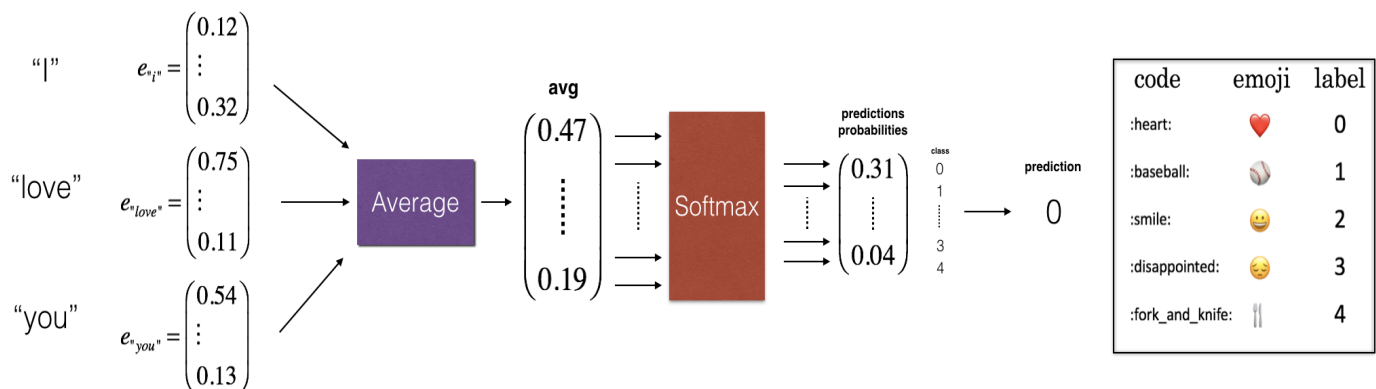 “I”
e"i" = 0.12 ⋮ 0.32
“love”
e"love" = 0.75 ⋮ 0.11
“you”
e"you" = 0.54 ⋮ 0.13
Average
avg
0.47
0.19
Softmax
predictions
probabilities
0.31
0.04
class
0
1
3
4
prediction
0
code emoji label
:heart: ❤️ 0
:baseball: ⚾ 1
:smile: 😀 2
:disappointed: 😔 3
:fork_and_knife: 🍴 4